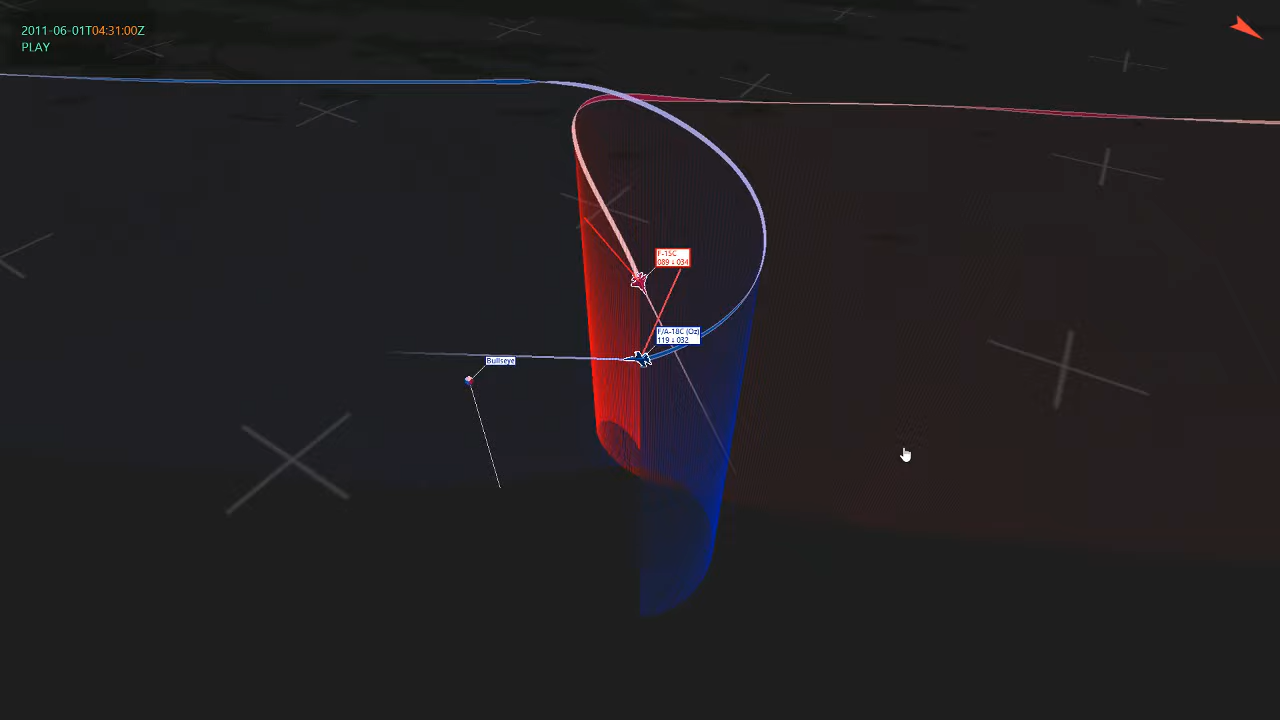 2011-06-01T04:31:00Z
PLAY
F-15C
089 ↓ 034
F/A-18C (Oz)
119 ↓ 032
Bullseye